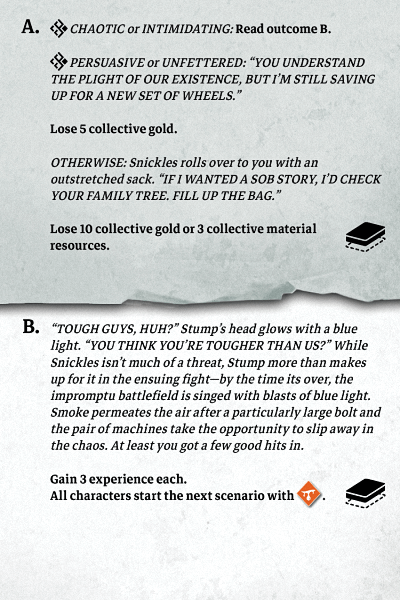 A. CHAOTIC or INTIMIDATING: Read outcome B.
PERSUASIVE or UNFETTERED: “YOU UNDERSTAND
THE PLIGHT OF OUR EXISTENCE, BUT I’M STILL SAVING
UP FOR A NEW SET OF WHEELS.”
Lose 5 collective gold.
OTHERWISE: Snickles rolls over to you with an
outstretched sack. “IF I WANTED A SOB STORY, I’D CHECK
YOUR FAMILY TREE. FILL UP THE BAG.”
Lose 10 collective gold or 3 collective material
resources.
B. “TOUGH GUYS, HUH?” Stump’s head glows with a blue
light. “YOU THINK YOU’RE TOUGHER THAN US?” While
Snickles isn’t much of a threat, Stump more than makes
up for it in the ensuing fight—by the time its over, the
impromptu battlefield is singed with blasts of blue light.
Smoke permeates the air after a particularly large bolt and
the pair of machines take the opportunity to slip away in
the chaos. At least you got a few good hits in.
Gain 3 experience each.
All characters start the next scenario with .